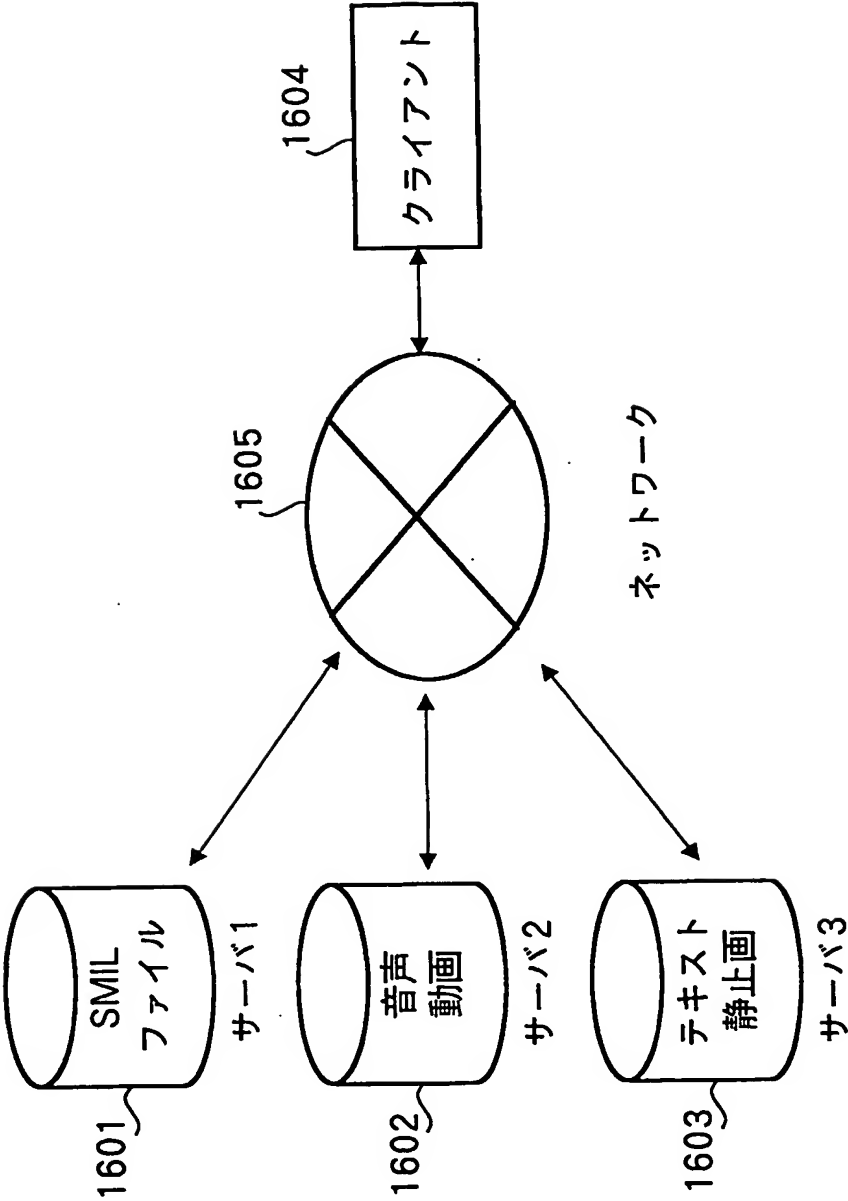 1601
SMIL
ファイル
サーバ1
1602
音声
動画
サーバ2
1603
テキスト
静止画
サーバ3
1605
ネットワーク
1604
クライアント